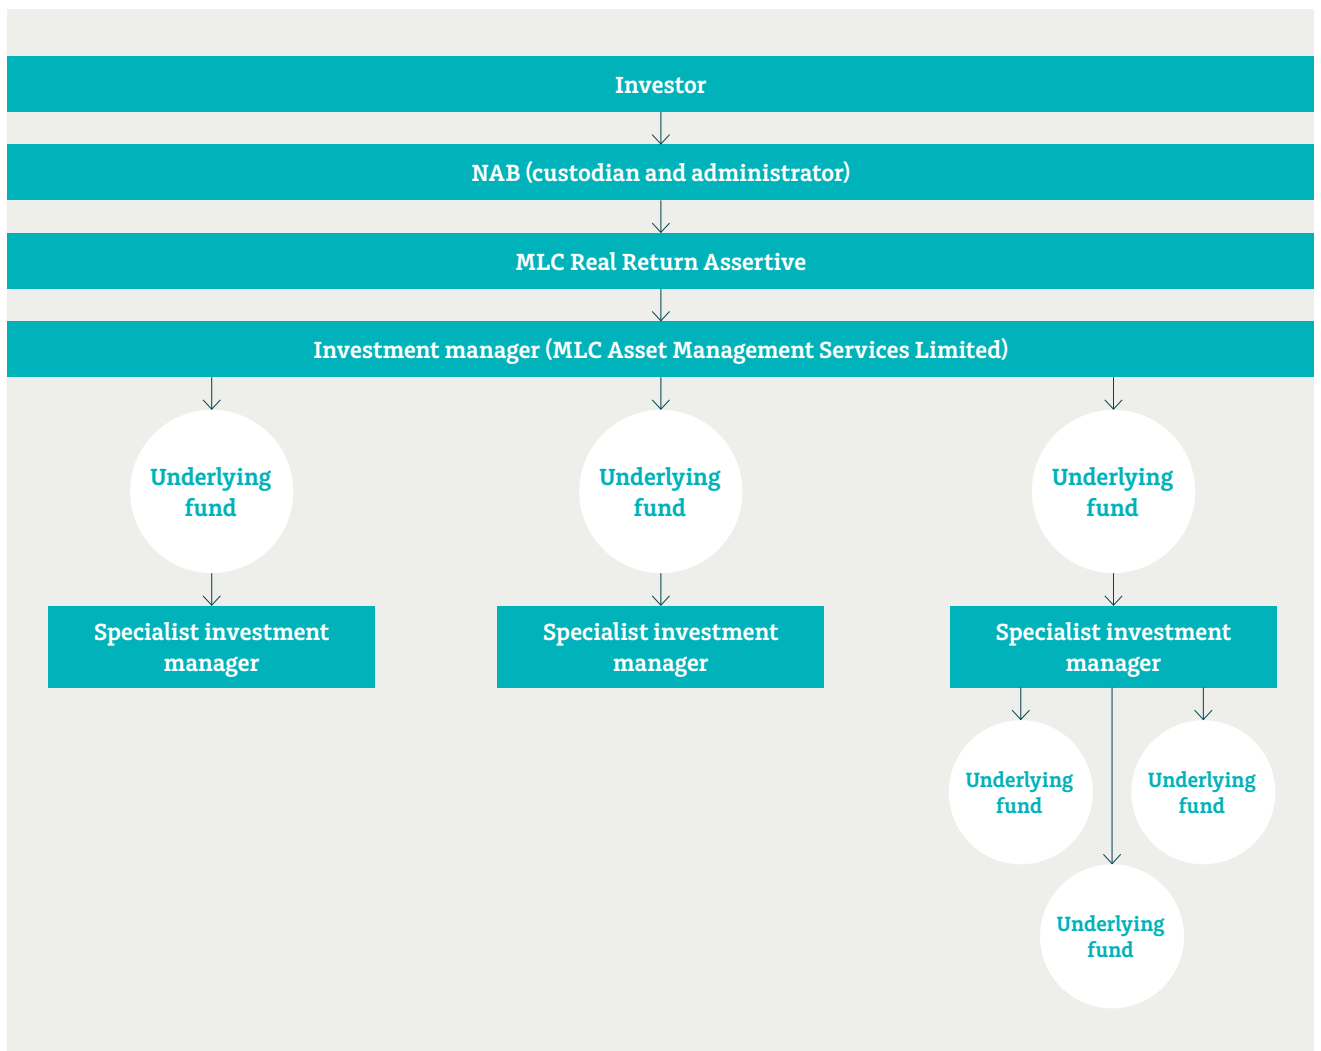 Investor
NAB (custodian and administrator)
MLC Real Return Assertive
Investment manager (MLC Asset Management Services Limited)
Underlying
fund
Underlying
fund
Underlying
fund
Specialist investment
manager
Specialist investment
manager
Specialist investment
manager
Underlying
fund
Underlying
fund
Underlying
fund